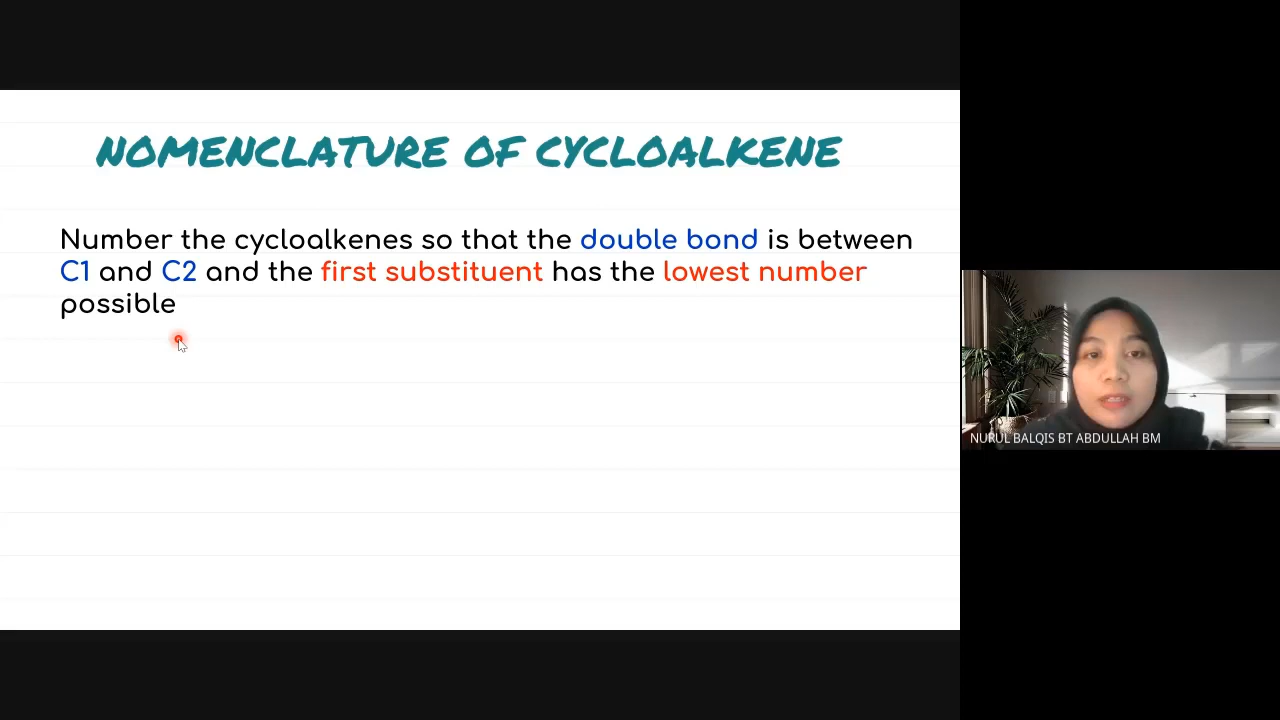 NOMENCLATURE OF CYCLOALKENE
Number the cycloalkenes so that the double bond is between
C1 and C2 and the first substituent has the lowest number
possible
NURUL BALQIS BT ABDULLAH BM